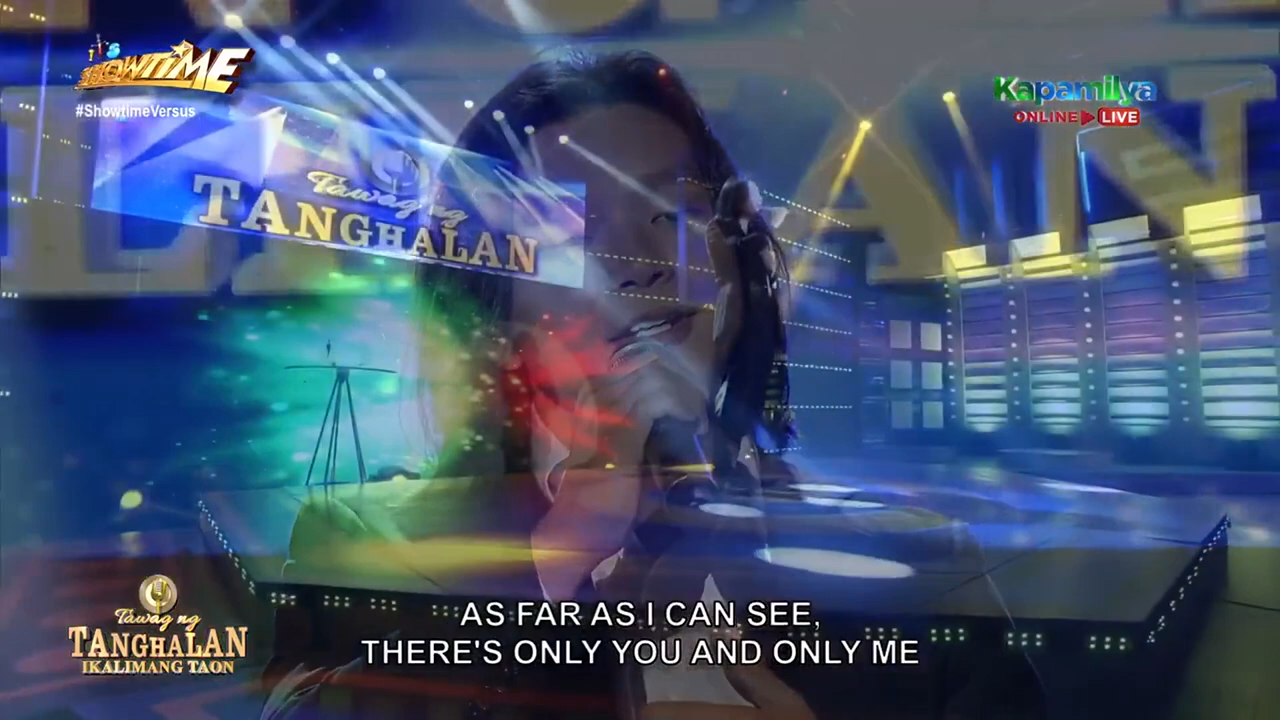 it's
SHOWTIME
#ShowtimeVersus
Kapamilya
ONLINE LIVE
Tawag ng
TANGHALAN
Tawag ng
TANGHALAN
IKALIMANG TAON
AS FAR AS I CAN SEE,
THERE'S ONLY YOU AND ONLY ME